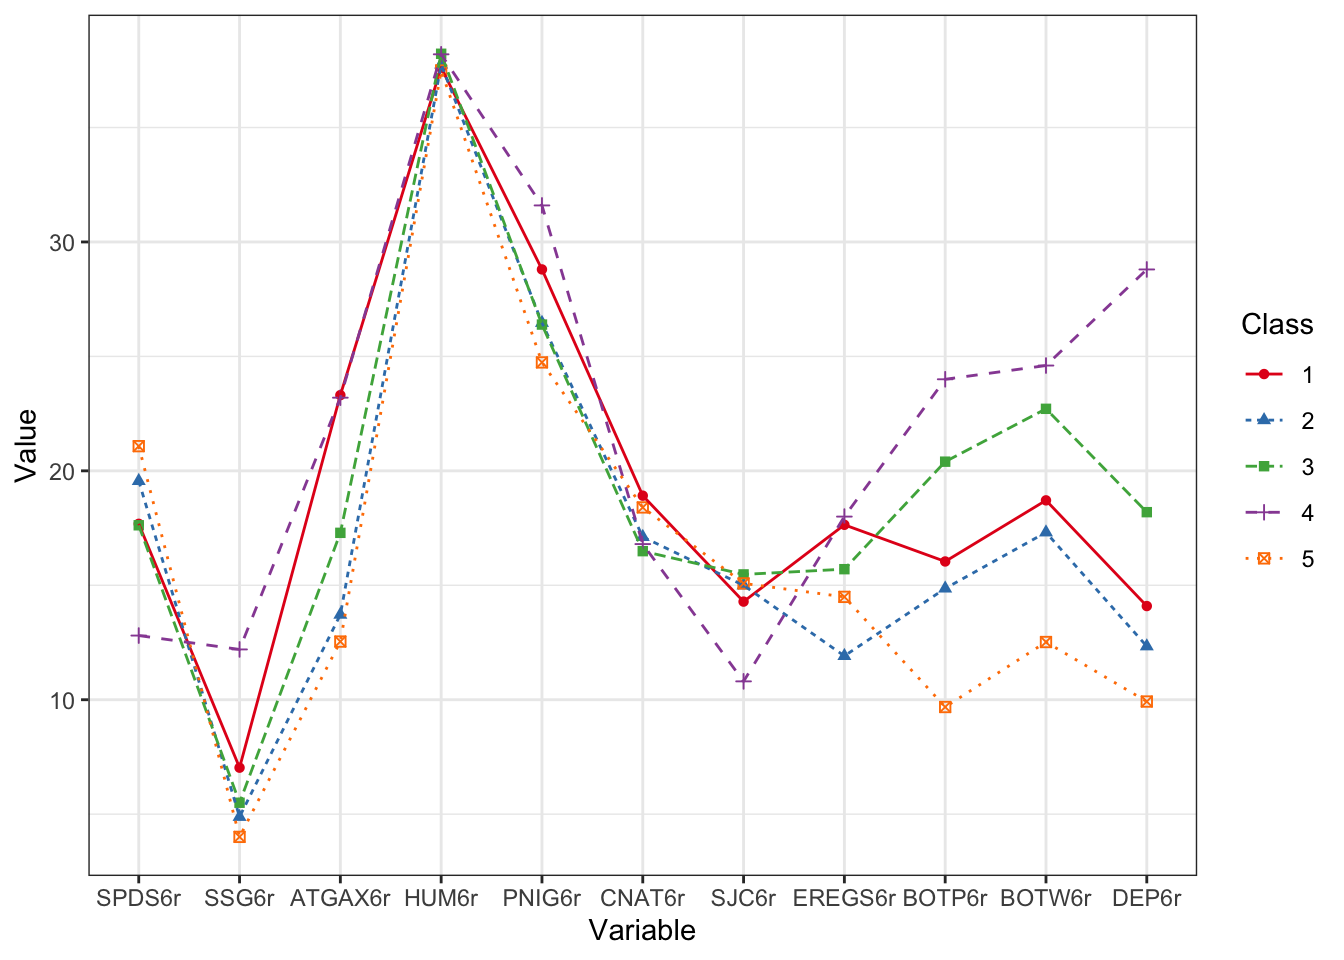 30
20
10
Value
SPDS6r SSG6r ATGAX6r HUM6r PNIG6r CNAT6r SJC6r EREGS6r BOTP6r BOTW6r DEP6r
Variable
Class
1
2
3
4
5